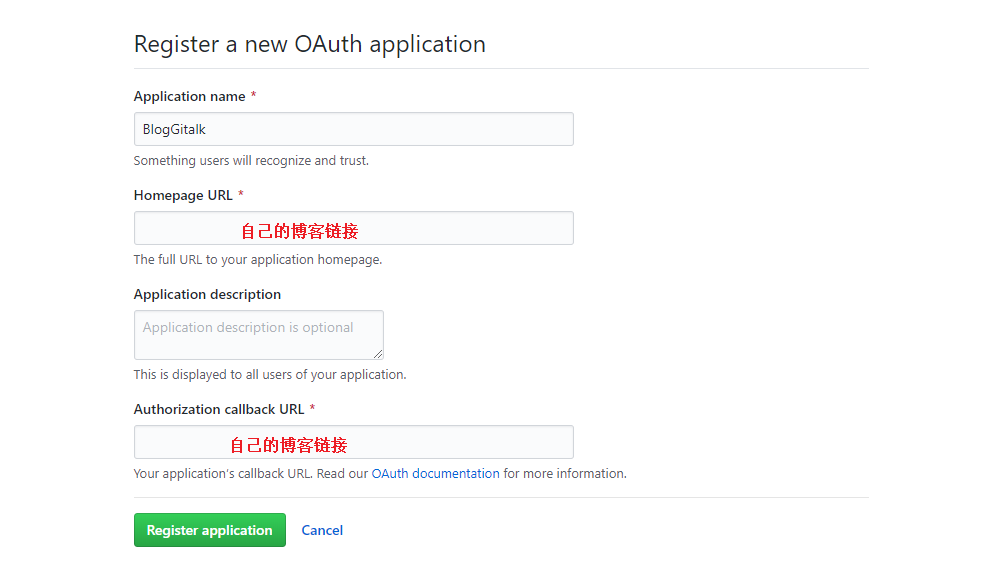 Register a new OAuth application
Application name *
BlogGitalk
Something users will recognize and trust.
Homepage URL *
自己的博客链接
The full URL to your application homepage.
Application description
Application description is optional
This is displayed to all users of your application.
Authorization callback URL *
自己的博客链接
Your application's callback URL. Read our OAuth documentation for more information.
Register application Cancel